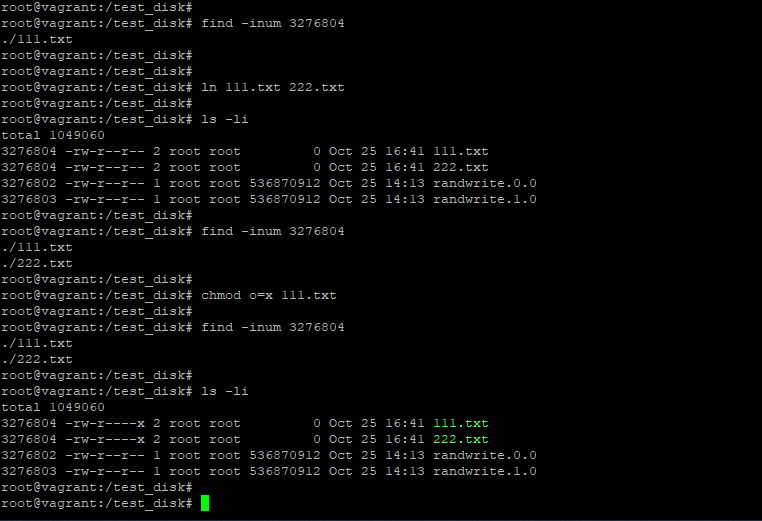 root@vagrant:/test_disk#
root@vagrant:/test_disk# find -inum 3276804
./111.txt
root@vagrant:/test_disk#
root@vagrant:/test_disk#
root@vagrant:/test_disk# ln 111.txt 222.txt
root@vagrant:/test_disk#
root@vagrant:/test_disk# ls -li
total 1049060
3276804 -rw-r--r-- 2 root root         0 Oct 25 16:41 111.txt
3276804 -rw-r--r-- 2 root root         0 Oct 25 16:41 222.txt
3276802 -rw-r--r-- 1 root root 536870912 Oct 25 14:13 randwrite.0.0
3276803 -rw-r--r-- 1 root root 536870912 Oct 25 14:13 randwrite.1.0
root@vagrant:/test_disk#
root@vagrant:/test_disk# find -inum 3276804
./111.txt
./222.txt
root@vagrant:/test_disk#
root@vagrant:/test_disk# chmod o=x 111.txt
root@vagrant:/test_disk#
root@vagrant:/test_disk# find -inum 3276804
./111.txt
./222.txt
root@vagrant:/test_disk#
root@vagrant:/test_disk# ls -li
total 1049060
3276804 -rw-r----x 2 root root         0 Oct 25 16:41 111.txt
3276804 -rw-r----x 2 root root         0 Oct 25 16:41 222.txt
3276802 -rw-r--r-- 1 root root 536870912 Oct 25 14:13 randwrite.0.0
3276803 -rw-r--r-- 1 root root 536870912 Oct 25 14:13 randwrite.1.0
root@vagrant:/test_disk#
root@vagrant:/test_disk#